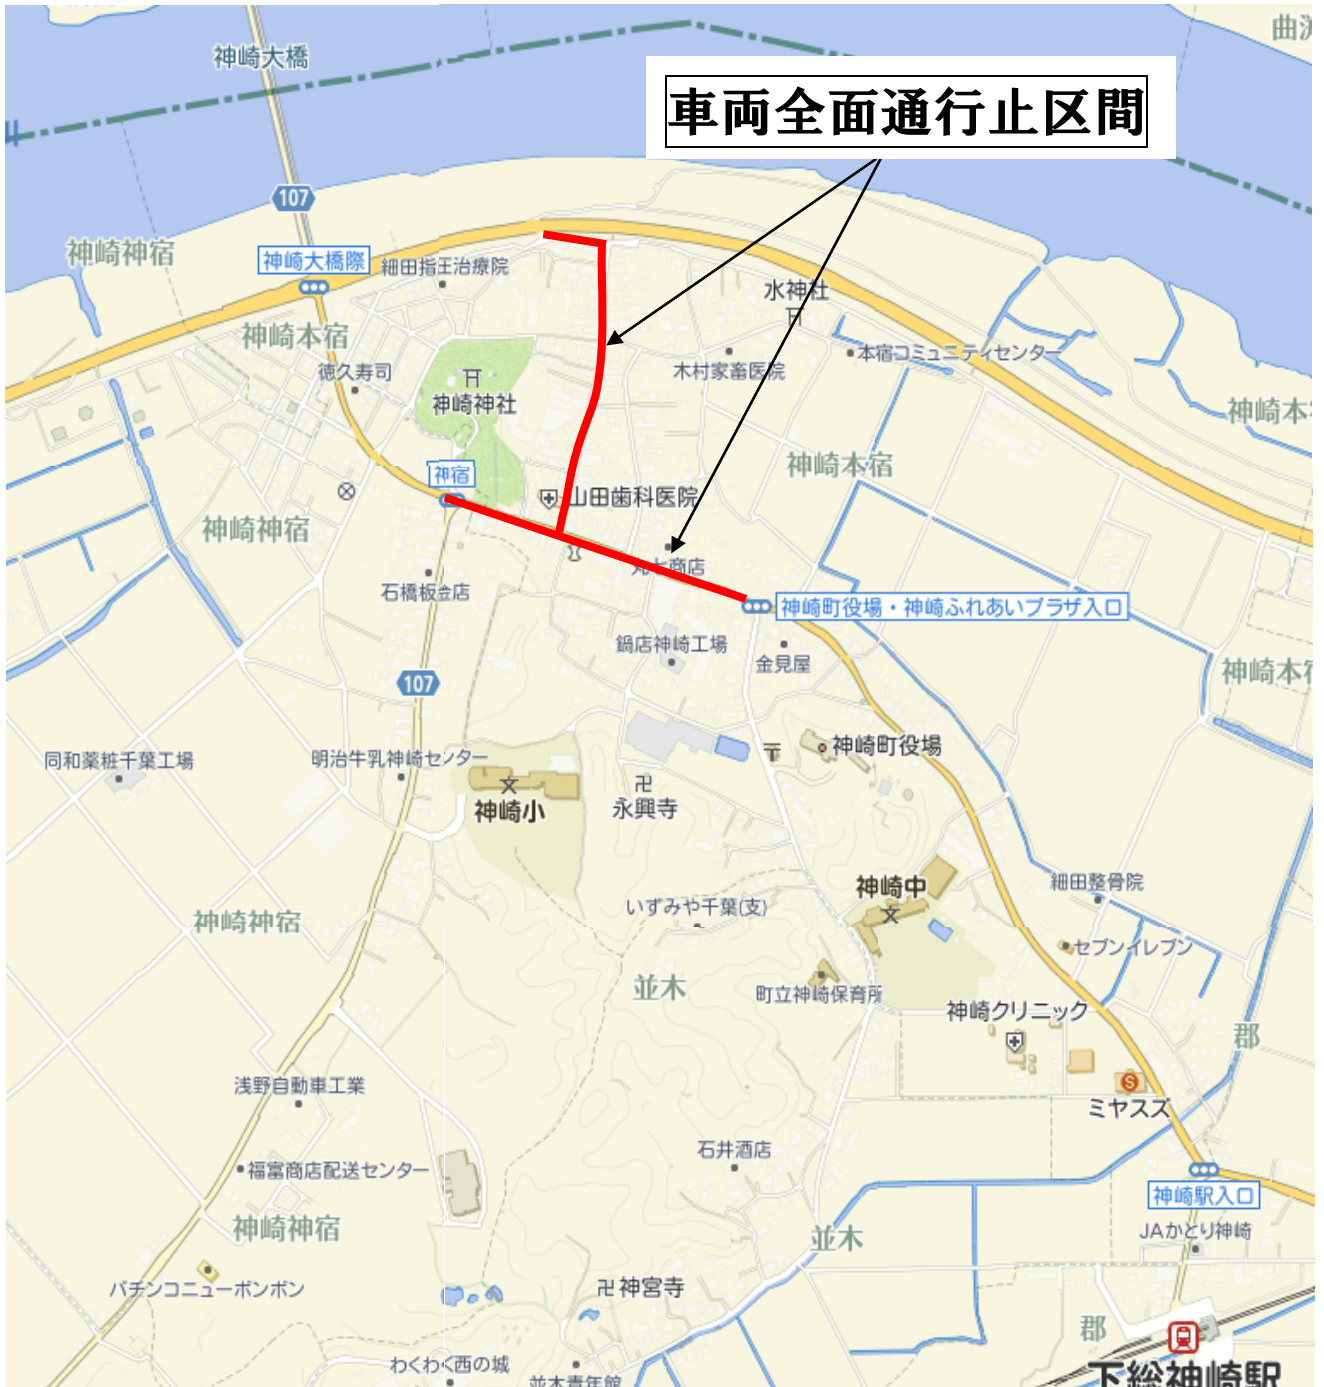 曲渕
神崎大橋
車両全面通行止区間
川
107
神崎神宿
神崎大橋際
細田指圧治療院
水神社
神崎本宿
本宿コミュニティセンター
徳久寿司
木村家畜医院
神崎神社
神崎本宿
神宿
神崎本宿
山田歯科医院
神崎神宿
丸七商店
石橋板金店
神崎町役場・神崎ふれあいプラザ入口
鍋店神崎工場
金見屋
神崎本宿
107
神崎町役場
同和薬粧千葉工場
明治牛乳神崎センター
神崎小
永興寺
細田整骨院
神崎中
いずみや千葉(支)
神崎神宿
セブンイレブン
並木
町立神崎保育所
神崎クリニック
郡
浅野自動車工業
ミヤスズ
石井酒店
福富商店配送センター
神崎駅入口
神崎神宿
並木
JAかとり神崎
パチンコニューポンポン
神宮寺
郡
わくわく西の城
並木青年館
下総神崎駅